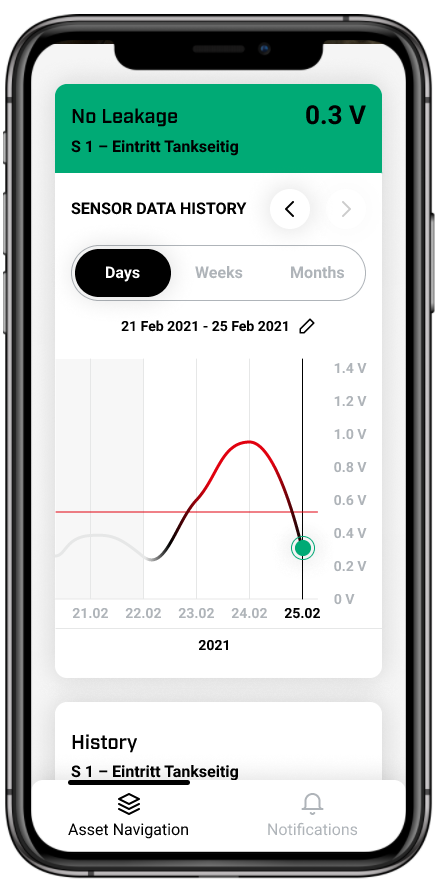 No Leakage 0.3 V
S 1 – Eintritt Tankseitig
SENSOR DATA HISTORY
Days Weeks Months
21 Feb 2021 - 25 Feb 2021
1.4 V
1.2 V
1.0 V
0.8 V
0.6 V
0.4 V
0.2 V
0 V
21.02 22.02 23.02 24.02 25.02
2021
History
S 1 – Eintritt Tankseitig
Asset Navigation Notifications